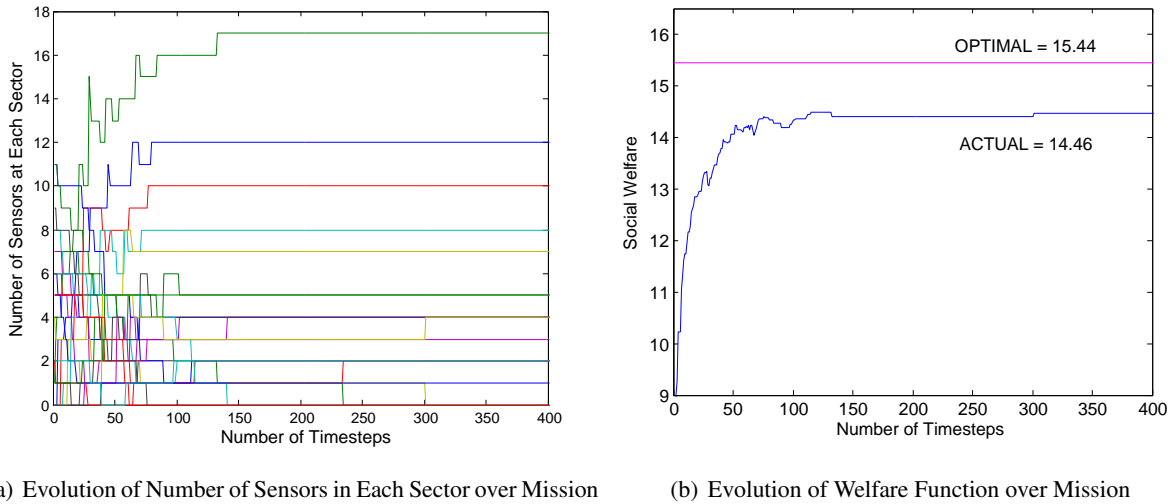 18
16
14
12
10
8
6
4
2
0
0 50 100 150 200 250 300 350 400
Number of Sensors at Each Sector
Number of Timesteps
a) Evolution of Number of Sensors in Each Sector over Mission
16
15
14
13
12
11
10
9
0 50 100 150 200 250 300 350 400
Social Welfare
OPTIMAL = 15.44
ACTUAL = 14.46
Number of Timesteps
(b) Evolution of Welfare Function over Mission